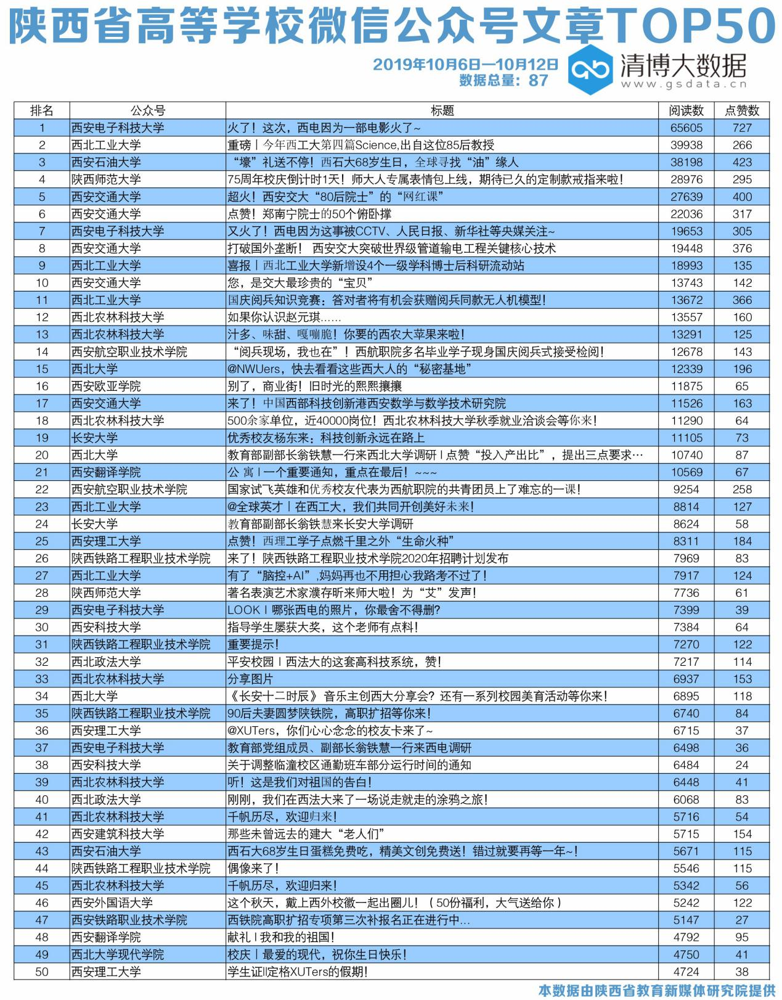 陕西省高等学校微信公众号文章TOP50
2019年10月6日—10月12日
数据总量：87
清博大数据
www.gsdata.cn
排名 公众号 标题 阅读数 点赞数
1 西安电子科技大学 火了！这次，西电因为一部电影火了~ 65605 727
2 西北工业大学 重磅丨今年西工大第四篇Science,出自这位85后教授 39938 266
3 西安石油大学 “壕”礼送不停！西石大68岁生日，全球寻找“油”缘人 38198 423
4 陕西师范大学 75周年校庆倒计时1天！师大人专属表情包上线，期待已久的定制款戒指来啦！ 28976 295
5 西安交通大学 超火！西安交大“80后院士”的“网红课” 27639 400
6 西安交通大学 点赞！郑南宁院士的50个俯卧撑 22036 317
7 西安电子科技大学 又火了！西电因为这事被CCTV、人民日报、新华社等央媒关注~ 19653 305
8 西安交通大学 打破国外垄断！ 西安交大突破世界级管道输电工程关键核心技术 19448 376
9 西北工业大学 喜报丨西北工业大学新增设4个一级学科博士后科研流动站 18993 135
10 西安交通大学 您，是交大最珍贵的“宝贝” 13743 142
11 西北工业大学 国庆阅兵知识竞赛：答对者将有机会获赠阅兵同款无人机模型！ 13672 366
12 西北农林科技大学 如果你认识赵元琪…… 13557 160
13 西北农林科技大学 汁多、味甜、嘎嘣脆！你要的西农大苹果来啦！ 13291 125
14 西安航空职业技术学院 “阅兵现场，我也在”！西航职院多名毕业学子现身国庆阅兵式接受检阅！ 12678 143
15 西北大学 @NWUers，快去看看这些西大人的“秘密基地” 12339 196
16 西安欧亚学院 别了，商业街！旧时光的熙熙攘攘 11875 65
17 西安交通大学 来了！中国西部科技创新港西安数学与数学技术研究院 11526 163
18 西北农林科技大学 500余家单位，近40000岗位！西北农林科技大学秋季就业洽谈会等你来！ 11290 64
19 长安大学 优秀校友杨东来：科技创新永远在路上 11105 73
20 西北大学 教育部副部长翁铁慧一行来西北大学调研 | 点赞“投入产出比”，提出三点要求… 10740 87
21 西安翻译学院 公 寓 | 一个重要通知，重点在最后！~~~ 10569 67
22 西安航空职业技术学院 国家试飞英雄和优秀校友代表为西航职院的共青团员上了难忘的一课！ 9254 258
23 西北工业大学 @全球英才丨在西工大，我们共同开创美好未来！ 8814 127
24 长安大学 教育部副部长翁铁慧来长安大学调研 8624 58
25 西安理工大学 点赞！西理工学子点燃千里之外“生命火种” 8311 184
26 陕西铁路工程职业技术学院 来了！陕西铁路工程职业技术学院2020年招聘计划发布 7969 83
27 西北工业大学 有了“脑控+AI”,妈妈再也不用担心我路考不过了！ 7917 124
28 陕西师范大学 著名表演艺术家濮存昕来师大啦！为“艾”发声！ 7736 61
29 西安电子科技大学 LOOK丨哪张西电的照片，你最舍不得删？ 7399 39
30 西安科技大学 指导学生屡获大奖，这个老师有点料！ 7384 64
31 陕西铁路工程职业技术学院 重要提示！ 7270 122
32 西北政法大学 平安校园丨西法大的这套高科技系统，赞！ 7217 114
33 西北农林科技大学 分享图片 6937 153
34 西北大学 《长安十二时辰》音乐主创西大分享会？还有一系列校园美育活动等你来！ 6895 118
35 陕西铁路工程职业技术学院 90后夫妻圆梦陕铁院，高职扩招等你来！ 6740 84
36 西安理工大学 @XUTers，你们心心念念的校友卡来了~ 6715 37
37 西安电子科技大学 教育部党组成员、副部长翁铁慧一行来西电调研 6498 36
38 西安科技大学 关于调整临潼校区通勤班车部分运行时间的通知 6484 24
39 西北农林科技大学 听！这是我们对祖国的告白！ 6448 41
40 西北政法大学 刚刚，我们在西法大来了一场说走就走的涂鸦之旅！ 6068 83
41 西北农林科技大学 千帆历尽，欢迎归来！ 5716 54
42 西安建筑科技大学 那些未曾远去的建大“老人们” 5715 154
43 西安石油大学 西石大68岁生日蛋糕免费吃，精美文创免费送！错过就要再等一年~！ 5671 115
44 陕西铁路工程职业技术学院 偶像来了！ 5546 115
45 西北农林科技大学 千帆历尽，欢迎归来！ 5342 56
46 西安外国语大学 这个秋天，戴上西外校徽一起出圈儿！（50份福利，大气送给你） 5242 122
47 西安铁路职业技术学院 西铁院高职扩招专项第三次补报名正在进行中... 5147 27
48 西安翻译学院 献礼 | 我和我的祖国！ 4792 95
49 西北大学现代学院 校庆丨最爱的现代，祝你生日快乐！ 4750 41
50 西安理工大学 学生证||定格XUTers的假期！ 4724 38
本数据由陕西省教育新媒体研究院提供